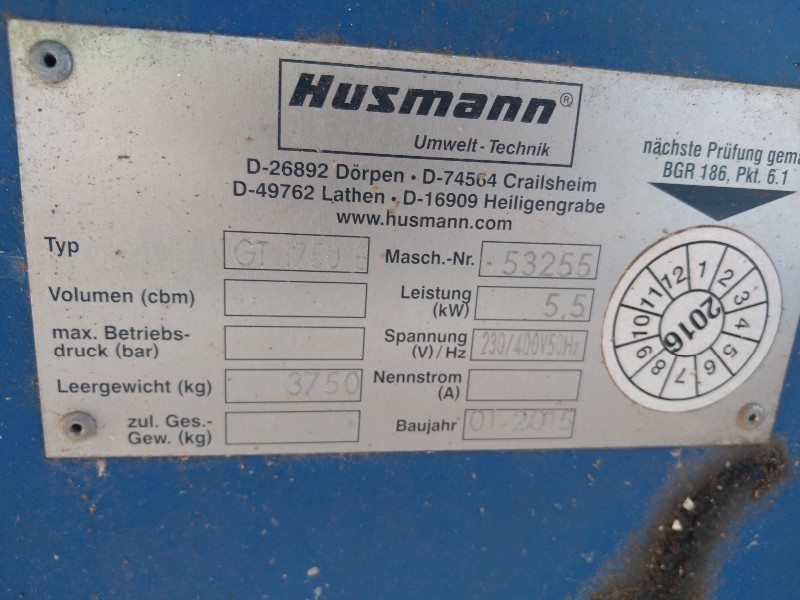 Husmann®
Umwelt-Technik
D-26892 Dörpen · D-74564 Crailsheim
D-49762 Lathen · D-16909 Heiligengrabe
www.husmann.com
nächste Prüfung gemä
BGR 186, Pkt. 6.1
Typ
Masch.-Nr. 53255
Volumen (cbm)
Leistung (kW) 5,5
max. Betriebs-
druck (bar)
Spannung (V) / Hz 230/400V50Hz
Leergewicht (kg) 3750
Nennstrom (A)
zul. Ges.-
Gew. (kg)
Baujahr 01-2015
1 2 3 4 5 6 7 8 9 10 11 12
2016